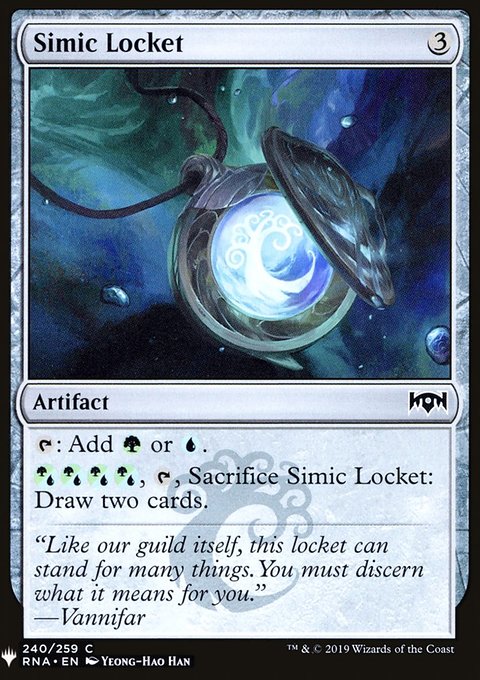 Simic Locket 3
Artifact
: Add or .
, , Sacrifice Simic Locket:
Draw two cards.
“Like our guild itself, this locket can
stand for many things. You must discern
what it means for you.”
—Vannifar
240/259 C
RNA • EN Yeong-Hao Han
™ & © 2019 Wizards of the Coast